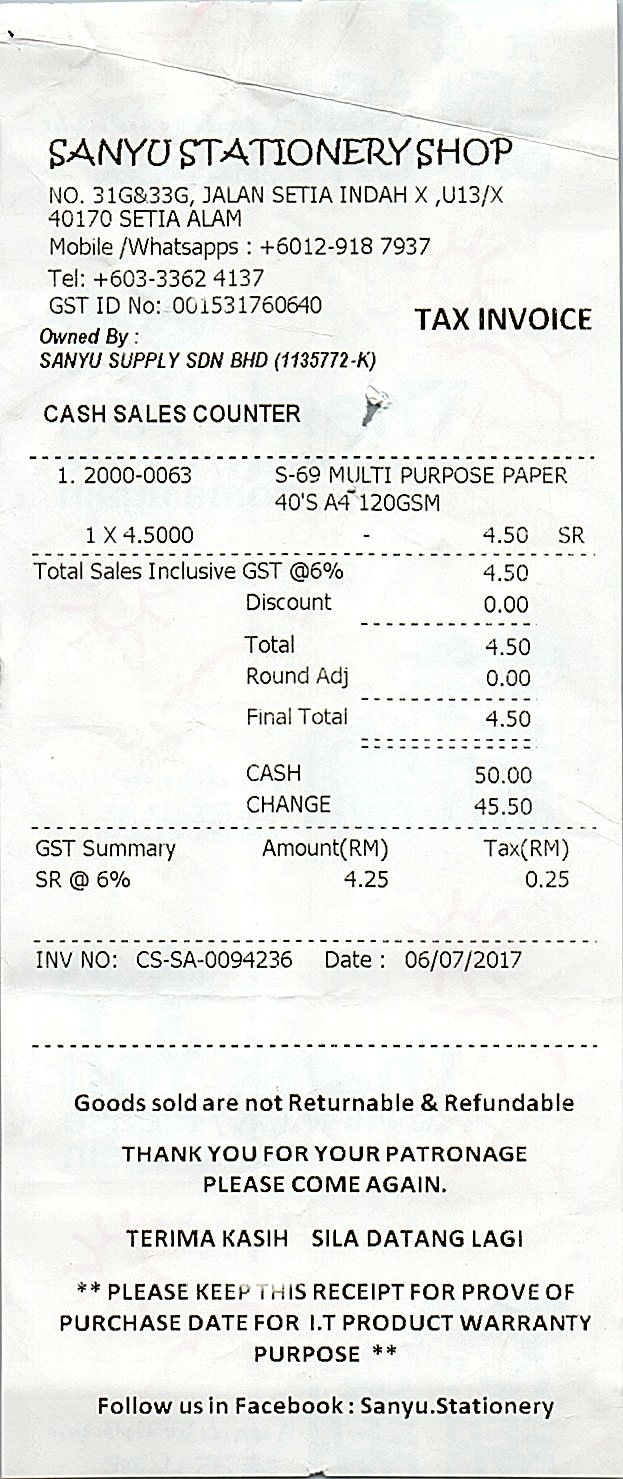 SANYU STATIONERY SHOP
NO. 31G&33G, JALAN SETIA INDAH X ,U13/X
40170 SETIA ALAM
Mobile /Whatsapps : +6012-918 7937
Tel: +603-3362 4137
GST ID No: 001531760640
TAX INVOICE
Owned By :
SANYU SUPPLY SDN BHD (1135772-K)
CASH SALES COUNTER
1. 2000-0063 S-69 MULTI PURPOSE PAPER
40'S A4 120GSM
1 X 4.5000 - 4.50 SR
Total Sales Inclusive GST @6% 4.50
Discount 0.00
Total 4.50
Round Adj 0.00
Final Total 4.50
CASH 50.00
CHANGE 45.50
GST Summary Amount(RM) Tax(RM)
SR @ 6% 4.25 0.25
INV NO: CS-SA-0094236 Date : 06/07/2017
Goods sold are not Returnable & Refundable
THANK YOU FOR YOUR PATRONAGE
PLEASE COME AGAIN.
TERIMA KASIH SILA DATANG LAGI
** PLEASE KEEP THIS RECEIPT FOR PROVE OF
PURCHASE DATE FOR I.T PRODUCT WARRANTY
PURPOSE **
Follow us in Facebook : Sanyu.Stationery